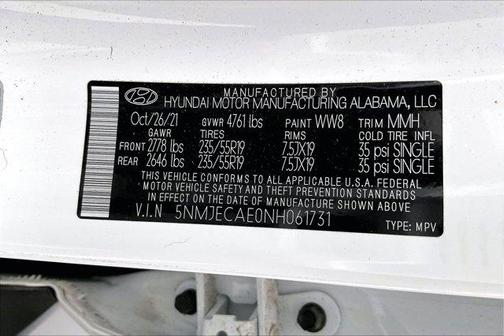 MANUFACTURED BY
HYUNDAI MOTOR MANUFACTURING ALABAMA, LLC
Oct/26/21 GVWR 4761 lbs PAINT WW8 TRIM MMH
GAWR TIRES RIMS COLD TIRE INFL
FRONT 2778 lbs 235/55R19 7.5JX19 35 psi SINGLE
REAR 2646 lbs 235/55R19 7.5JX19 35 psi SINGLE
THIS VEHICLE CONFORMS TO ALL APPLICABLE U.S.A. FEDERAL
MOTOR VEHICLE SAFETY AND THEFT PREVENTION STANDARDS
IN EFFECT ON THE DATE OF MANUFACTURE SHOWN ABOVE.
V.I.N 5NMJECAE0NH061731 TYPE: MPV